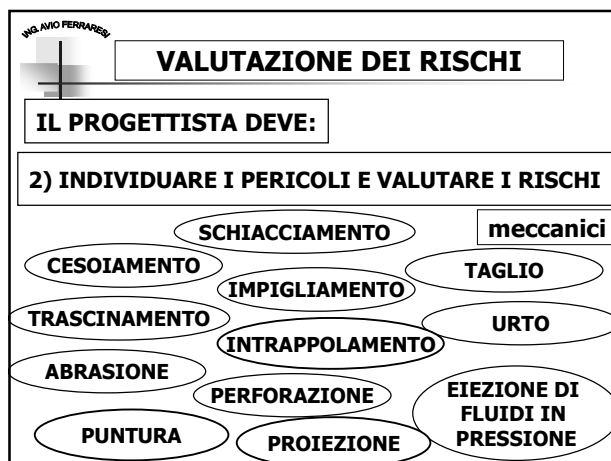 ING. AVIO FERRARESI
VALUTAZIONE DEI RISCHI
IL PROGETTISTA DEVE:
2) INDIVIDUARE I PERICOLI E VALUTARE I RISCHI
meccanici
SCHIACCIAMENTO
CESOIAMENTO
TAGLIO
IMPIGLIAMENTO
TRASCINAMENTO
URTO
INTRAPPOLAMENTO
ABRASIONE
PERFORAZIONE
EIEZIONE DI
FLUIDI IN
PRESSIONE
PUNTURA
PROIEZIONE